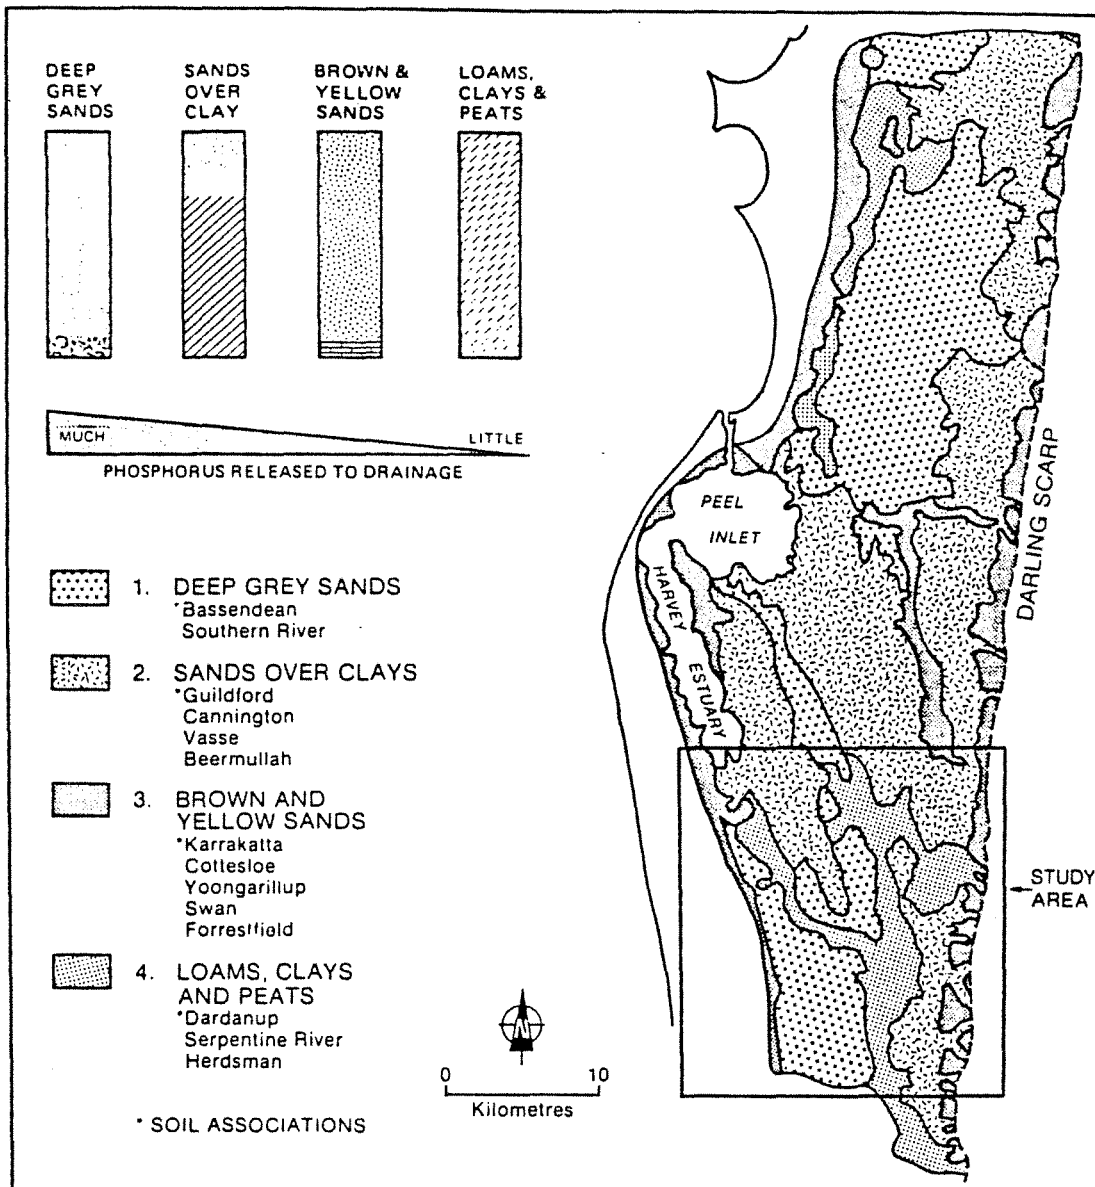 DEEP
GREY
SANDS
SANDS
OVER
CLAY
BROWN &
YELLOW
SANDS
LOAMS,
CLAYS &
PEATS
MUCH
LITTLE
PHOSPHORUS RELEASED TO DRAINAGE
1. DEEP GREY SANDS
*Bassendean
Southern River
2. SANDS OVER CLAYS
*Guildford
Cannington
Vasse
Beermullah
3. BROWN AND
YELLOW SANDS
*Karrakatta
Cottesloe
Yoongarillup
Swan
Forrestfield
4. LOAMS, CLAYS
AND PEATS
*Dardanup
Serpentine River
Herdsman
* SOIL ASSOCIATIONS
N
0 10
Kilometres
PEEL
INLET
HARVEY
ESTUARY
DARLING SCARP
STUDY
AREA